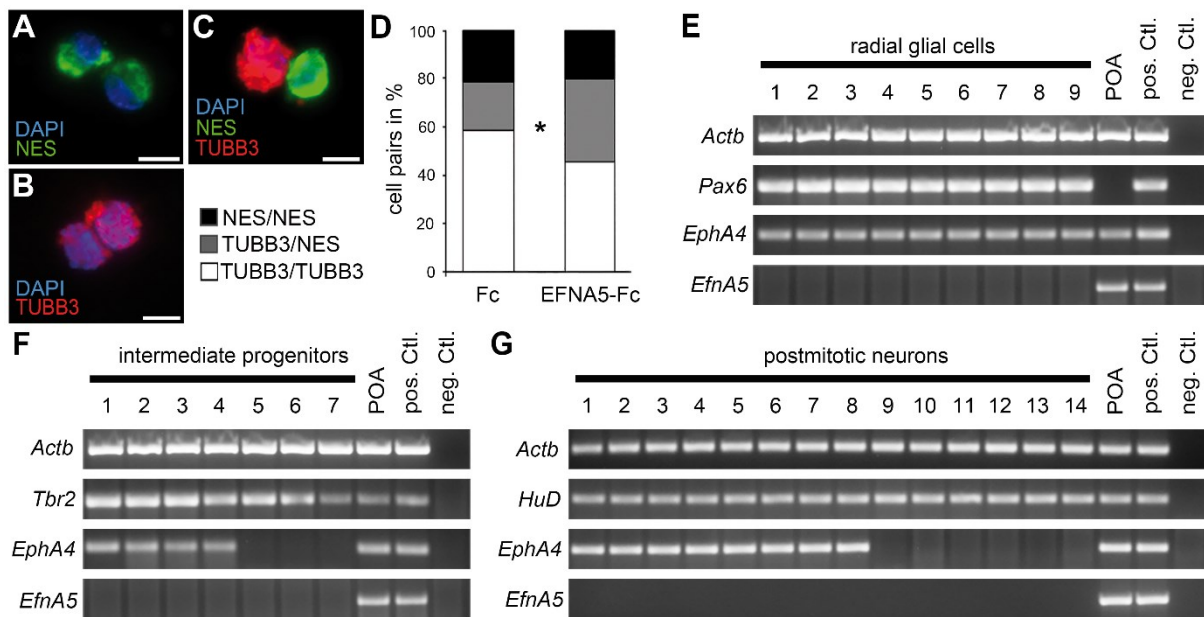 A
DAPI
NES
B
DAPI
TUBB3
C
DAPI
NES
TUBB3
NES/NES
TUBB3/NES
TUBB3/TUBB3
D
cell pairs in %
100
80
60
40
20
0
*
Fc EFNA5-Fc
E
radial glial cells
1 2 3 4 5 6 7 8 9 POA pos. Ctl. neg. Ctl.
Actb
Pax6
EphA4
EfnA5
F
intermediate progenitors
1 2 3 4 5 6 7 POA pos. Ctl. neg. Ctl.
Actb
Tbr2
EphA4
EfnA5
G
postmitotic neurons
1 2 3 4 5 6 7 8 9 10 11 12 13 14 POA pos. Ctl. neg. Ctl.
Actb
HuD
EphA4
EfnA5